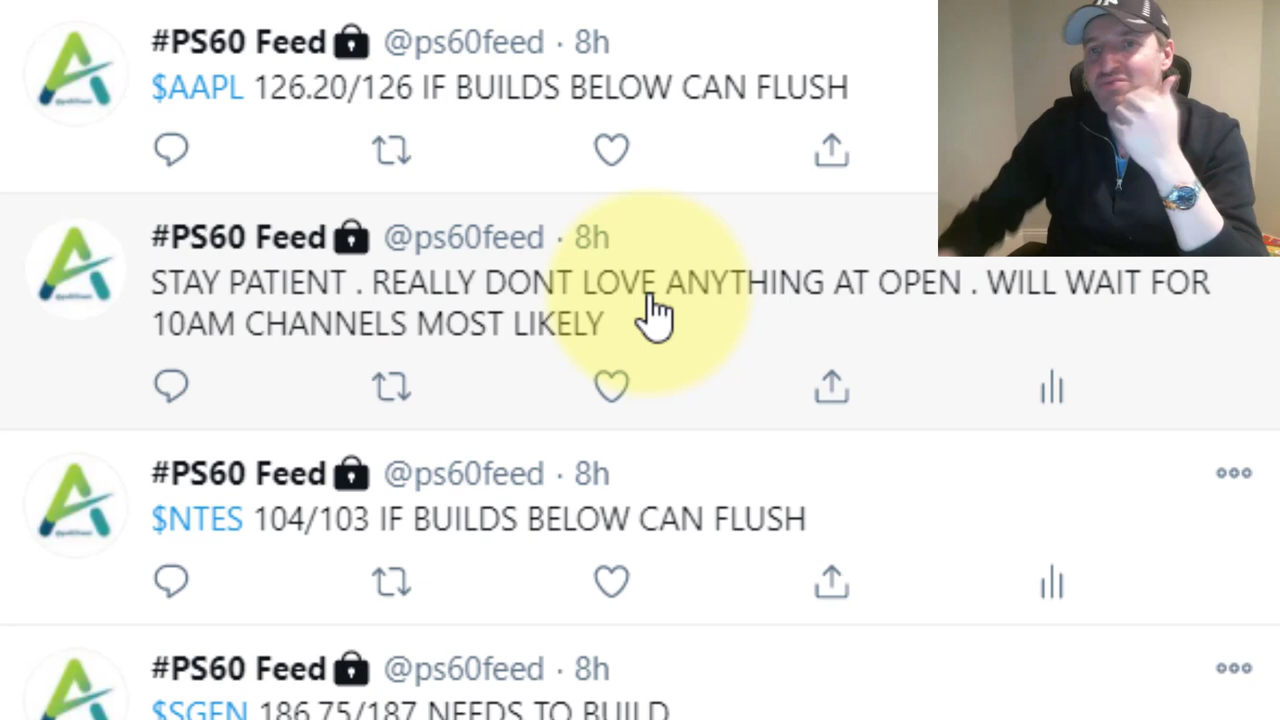 #PS60 Feed @ps60feed · 8h
$AAPL 126.20/126 IF BUILDS BELOW CAN FLUSH
#PS60 Feed @ps60feed · 8h
STAY PATIENT . REALLY DONT LOVE ANYTHING AT OPEN . WILL WAIT FOR
10AM CHANNELS MOST LIKELY
#PS60 Feed @ps60feed · 8h
$NTES 104/103 IF BUILDS BELOW CAN FLUSH
#PS60 Feed @ps60feed · 8h
$SGEN 186.75/187 NEEDS TO BUILD